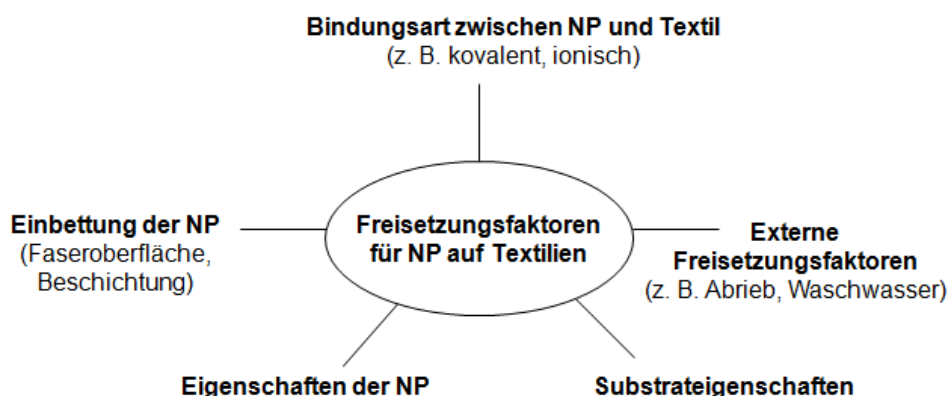 Bindungsart zwischen NP und Textil
(z. B. kovalent, ionisch)
Einbettung der NP
(Faseroberfläche,
Beschichtung)
Freisetzungsfaktoren
für NP auf Textilien
Externe
Freisetzungsfaktoren
(z. B. Abrieb, Waschwasser)
Eigenschaften der NP
Substrateigenschaften